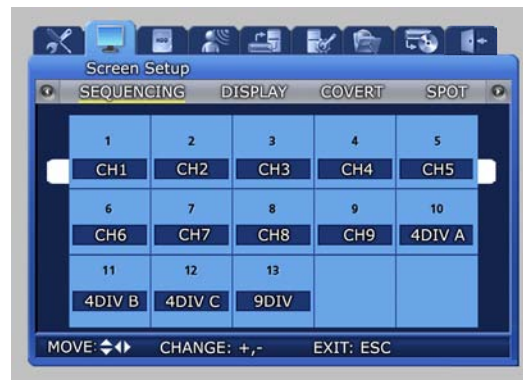 HDD
Screen Setup
SEQUENCING DISPLAY COVERT SPOT
1 2 3 4 5
CH1 CH2 CH3 CH4 CH5
6 7 8 9 10
CH6 CH7 CH8 CH9 4DIV A
11 12 13
4DIV B 4DIV C 9DIV
MOVE: CHANGE: +,- EXIT: ESC